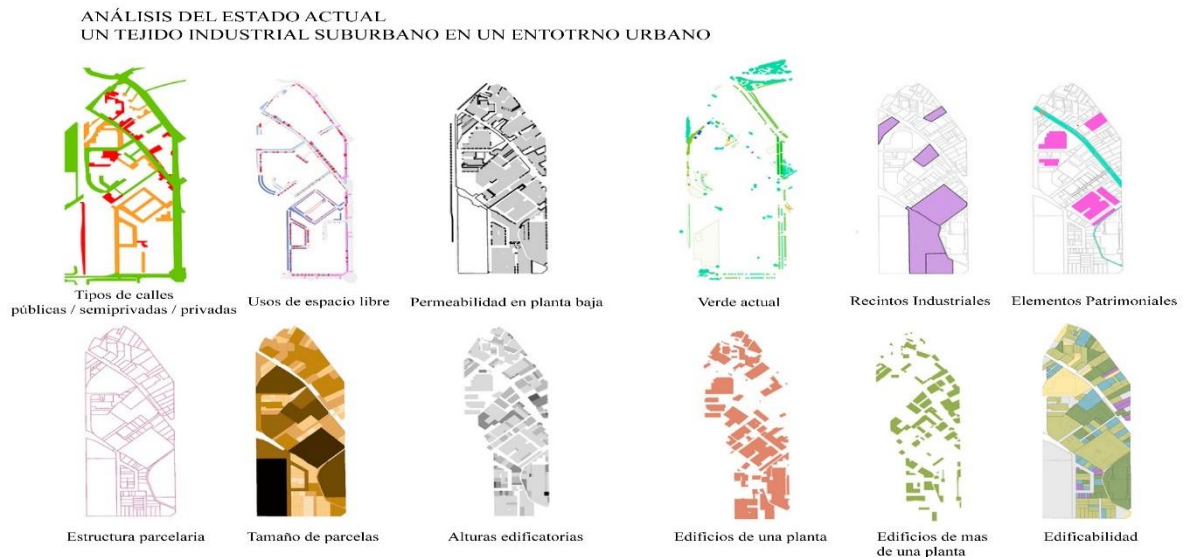 ANÁLISIS DEL ESTADO ACTUAL
UN TEJIDO INDUSTRIAL SUBURBANO EN UN ENTOTRNO URBANO
Tipos de calles
públicas / semiprivadas / privadas
Usos de espacio libre
Permeabilidad en planta baja
Verde actual
Recintos Industriales
Elementos Patrimoniales
Estructura parcelaria
Tamaño de parcelas
Alturas edificatorias
Edificios de una planta
Edificios de mas
de una planta
Edificabilidad